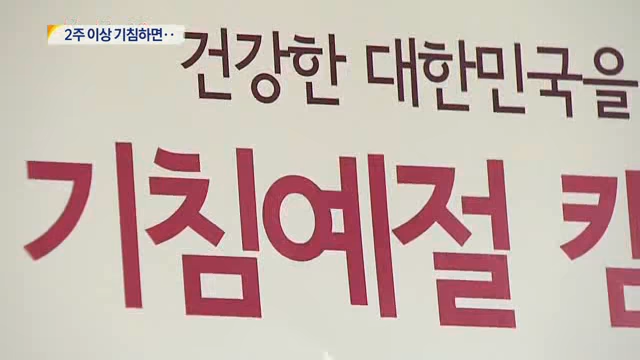 2주 이상 기침하면‥
건강한 대한민국을
기침예절 캠